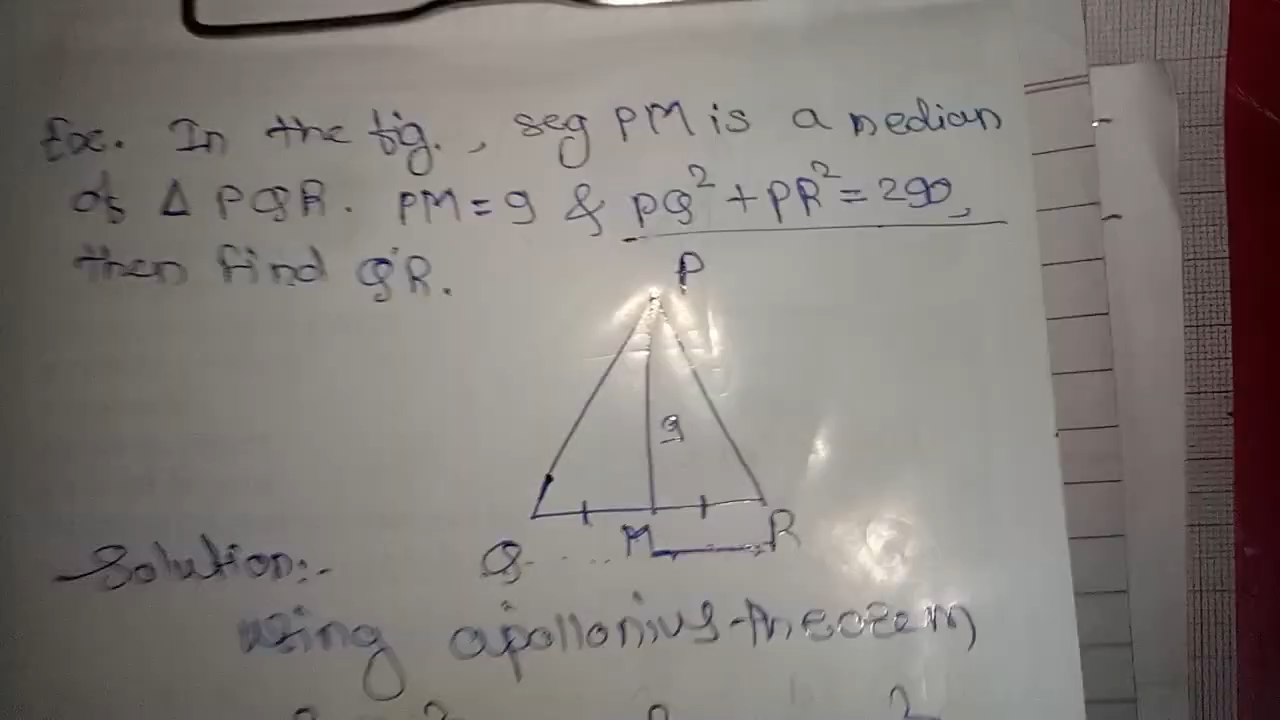 Ex. In the fig., seg PM is a median
of Δ PQR. PM = 9 & PQ² + PR² = 290,
then find QR.
P
9
Q M R
Solution:-
using apollonius theorem